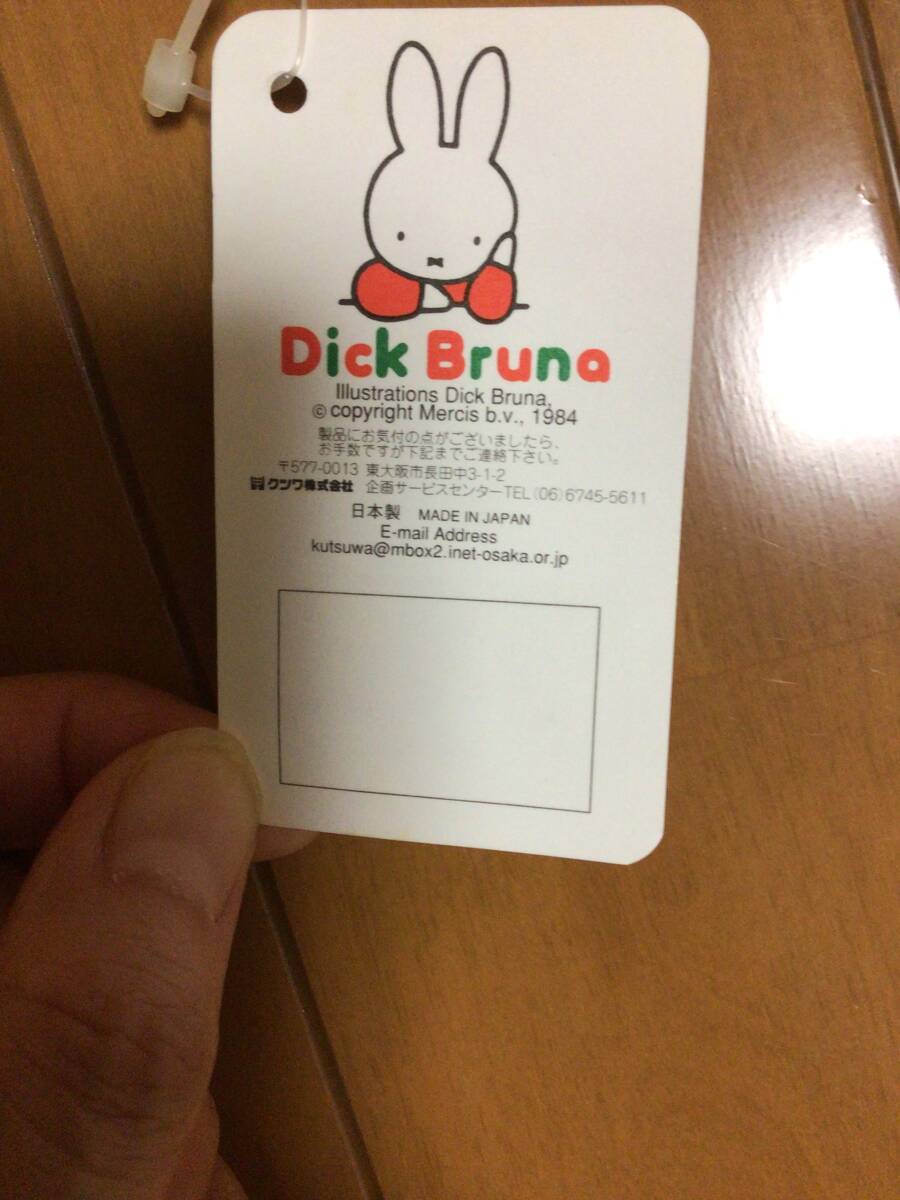 Dick Bruna
Illustrations Dick Bruna,
© copyright Mercis b.v., 1984
製品にお気付の点がございましたら、
お手数ですが下記までご連絡下さい。
〒577-0013 東大阪市長田中3-1-2
クツワ株式会社 企画サービスセンターTEL(06)6745-5611
日本製 MADE IN JAPAN
E-mail Address
kutsuwa@mbox2.inet-osaka.or.jp